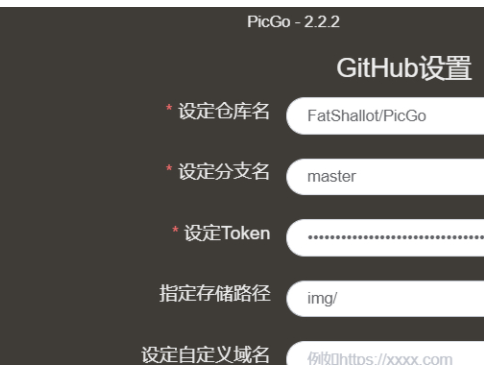 PicGo - 2.2.2
GitHub设置
* 设定仓库名 FatShallot/PicGo
* 设定分支名 master
* 设定Token ••••••••••••••••••••••••••••••••
指定存储路径 img/
设定自定义域名 例如https://xxxx.com